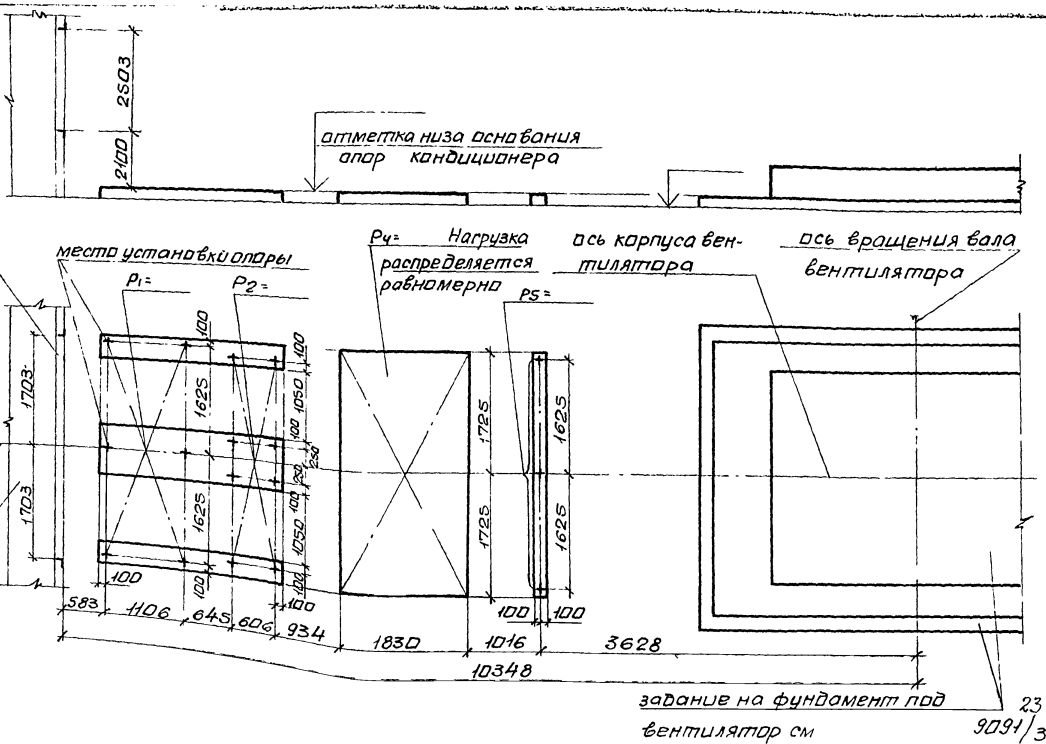 2503
2100
отметка низа основания
опор кондиционера
место установки опоры
P1=
P2=
P4= Нагрузка
распределяется
равномерно
P5=
ось корпуса вен-
тилятора
ось вращения вала
вентилятора
1703
1703
100
1625
1625
100
100
1050
100
250
250
100
1050
100
1725
1725
1625
1625
100
100
100
100
583
1106
645
606
934
1830
1016
3628
10348
задание на фундамент под
вентилятор см
23
9091/3